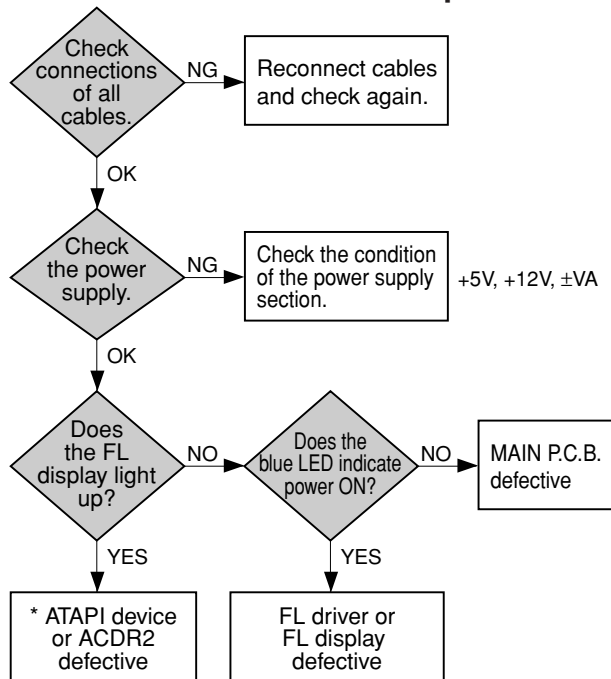 Check
connections
of all
cables.
NG
Reconnect cables
and check again.
OK
Check
the power
supply.
NG
Check the condition
of the power supply
section.
+5V, +12V, ±VA
OK
Does
the FL
display light
up?
NO
Does the
blue LED indicate
power ON?
NO
MAIN P.C.B.
defective
YES
YES
* ATAPI device
or ACDR2
defective
FL driver or
FL display
defective